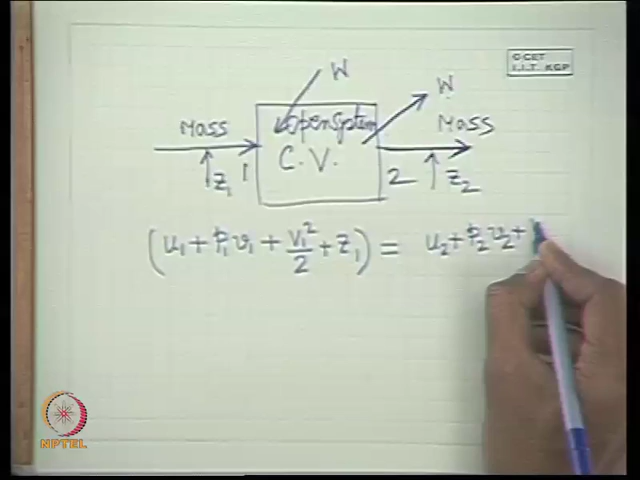 © CET
I.I.T. KGP
W
W
Mass
open system
Mass
C.V.
Z₁
1
2
Z₂
(u₁ + p₁v₁ + V₁²/2 + Z₁) = u₂ + p₂v₂ +
NPTEL